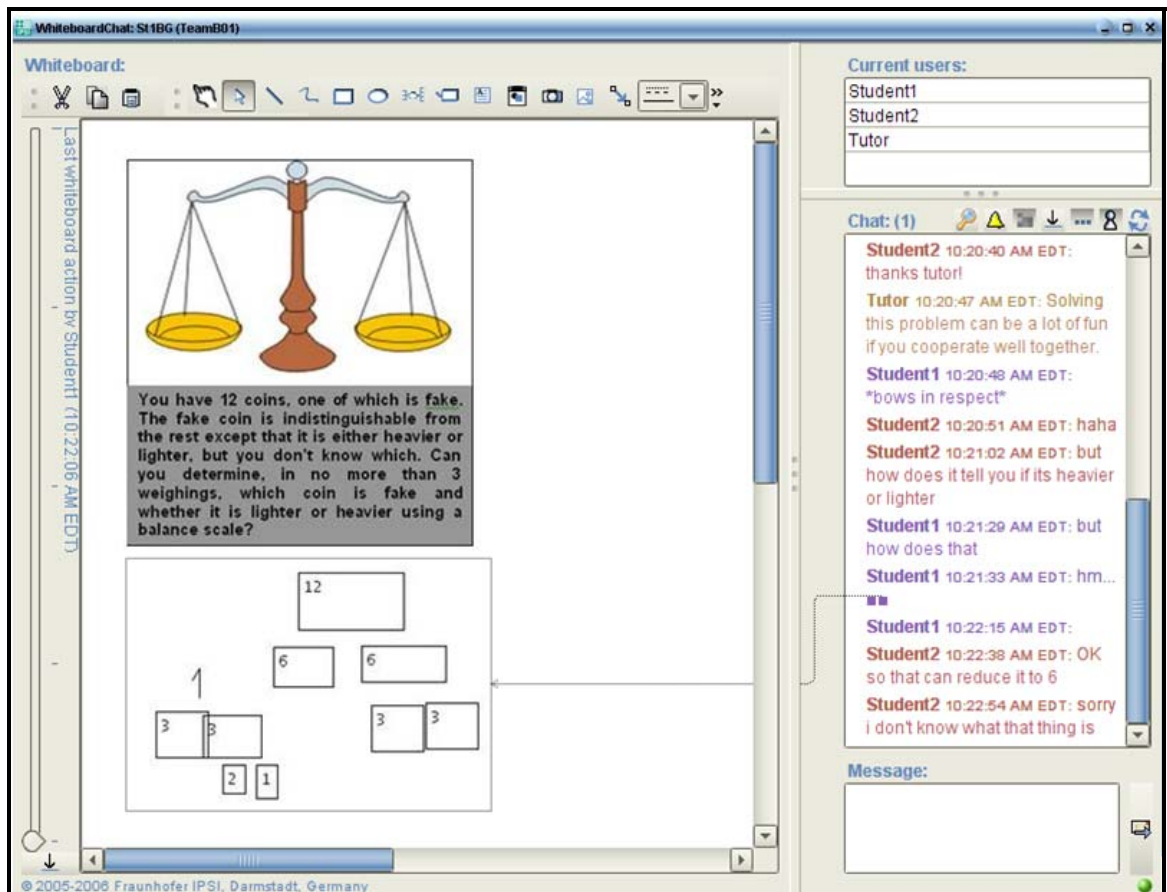 WhiteboardChat: St1BG (TeamB01)
Whiteboard:
Last whiteboard action by Student1 (10:22:06 AM EDT)
You have 12 coins, one of which is fake.
The fake coin is indistinguishable from
the rest except that it is either heavier or
lighter, but you don't know which. Can
you determine, in no more than 3
weighings, which coin is fake and
whether it is lighter or heavier using a
balance scale?
12
6 6
1
3 3 3 3
2 1
Current users:
Student1
Student2
Tutor
Chat: (1)
Student2 10:20:40 AM EDT:
thanks tutor!
Tutor 10:20:47 AM EDT: Solving
this problem can be a lot of fun
if you cooperate well together.
Student1 10:20:48 AM EDT:
*bows in respect*
Student2 10:20:51 AM EDT: haha
Student2 10:21:02 AM EDT: but
how does it tell you if its heavier
or lighter
Student1 10:21:29 AM EDT: but
how does that
Student1 10:21:33 AM EDT: hm...
Student1 10:22:15 AM EDT:
Student2 10:22:38 AM EDT: OK
so that can reduce it to 6
Student2 10:22:54 AM EDT: sorry
i don't know what that thing is
Message:
© 2005-2006 Fraunhofer IPSI, Darmstadt, Germany